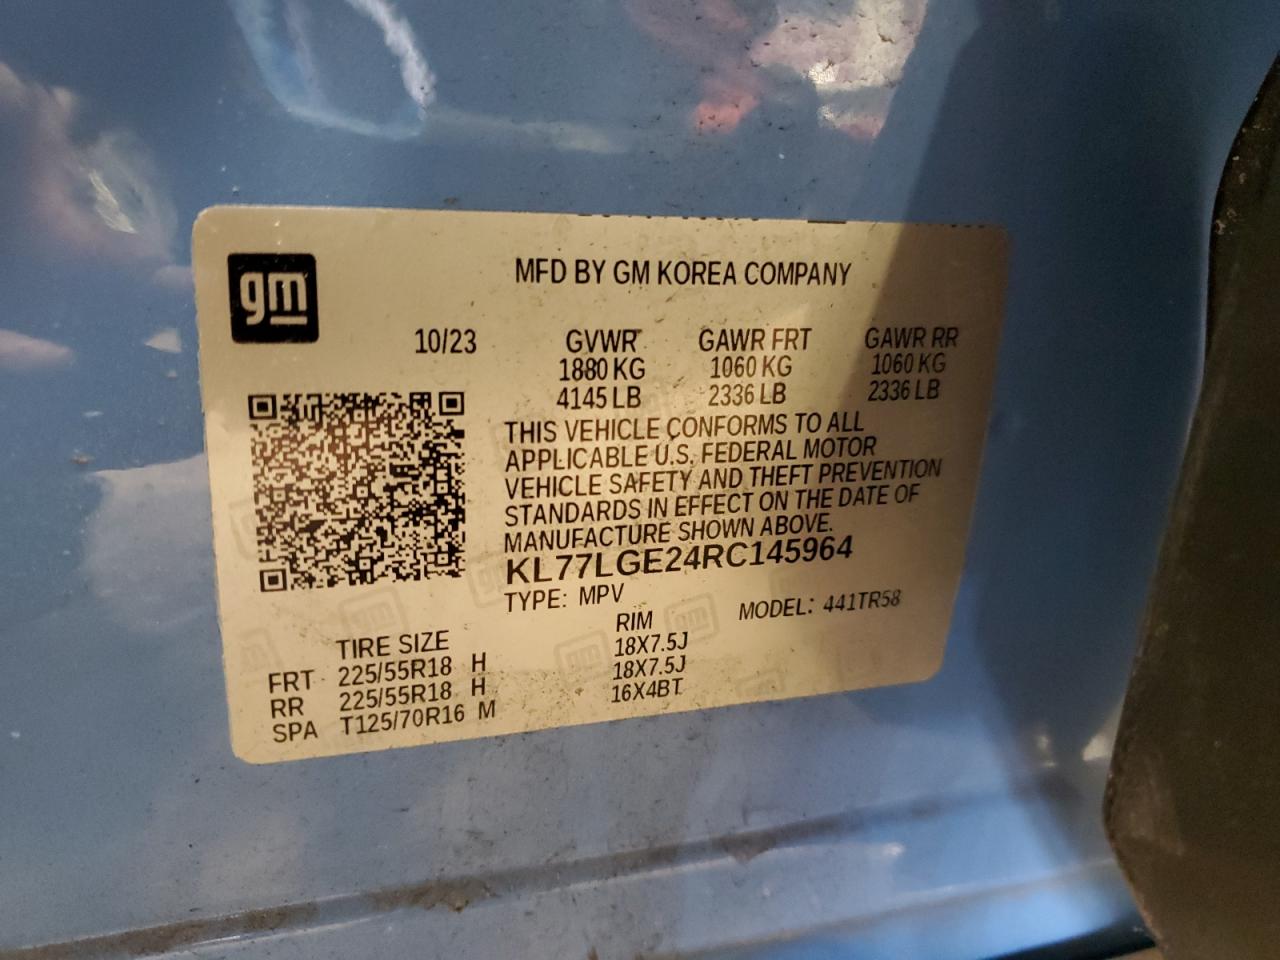 gm
MFD BY GM KOREA COMPANY
10/23 GVWR GAWR FRT GAWR RR
1880 KG 1060 KG 1060 KG
4145 LB 2336 LB 2336 LB
THIS VEHICLE CONFORMS TO ALL
APPLICABLE U.S. FEDERAL MOTOR
VEHICLE SAFETY AND THEFT PREVENTION
STANDARDS IN EFFECT ON THE DATE OF
MANUFACTURE SHOWN ABOVE.
KL77LGE24RC145964
TYPE: MPV MODEL: 441TR58
TIRE SIZE RIM
FRT 225/55R18 H 18X7.5J
RR 225/55R18 H 18X7.5J
SPA T125/70R16 M 16X4BT